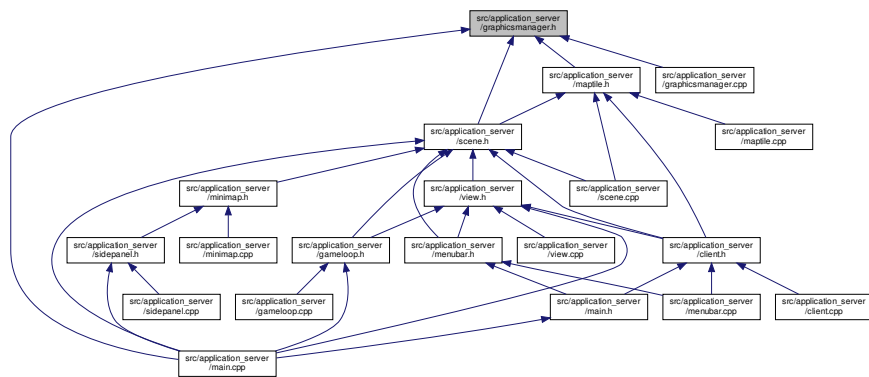 src/application_server
/graphicsmanager.h
src/application_server
/maptile.h
src/application_server
/graphicsmanager.cpp
src/application_server
/scene.h
src/application_server
/maptile.cpp
src/application_server
/minimap.h
src/application_server
/view.h
src/application_server
/scene.cpp
src/application_server
/sidepanel.h
src/application_server
/minimap.cpp
src/application_server
/gameloop.h
src/application_server
/menubar.h
src/application_server
/view.cpp
src/application_server
/client.h
src/application_server
/sidepanel.cpp
src/application_server
/gameloop.cpp
src/application_server
/main.h
src/application_server
/menubar.cpp
src/application_server
/client.cpp
src/application_server
/main.cpp